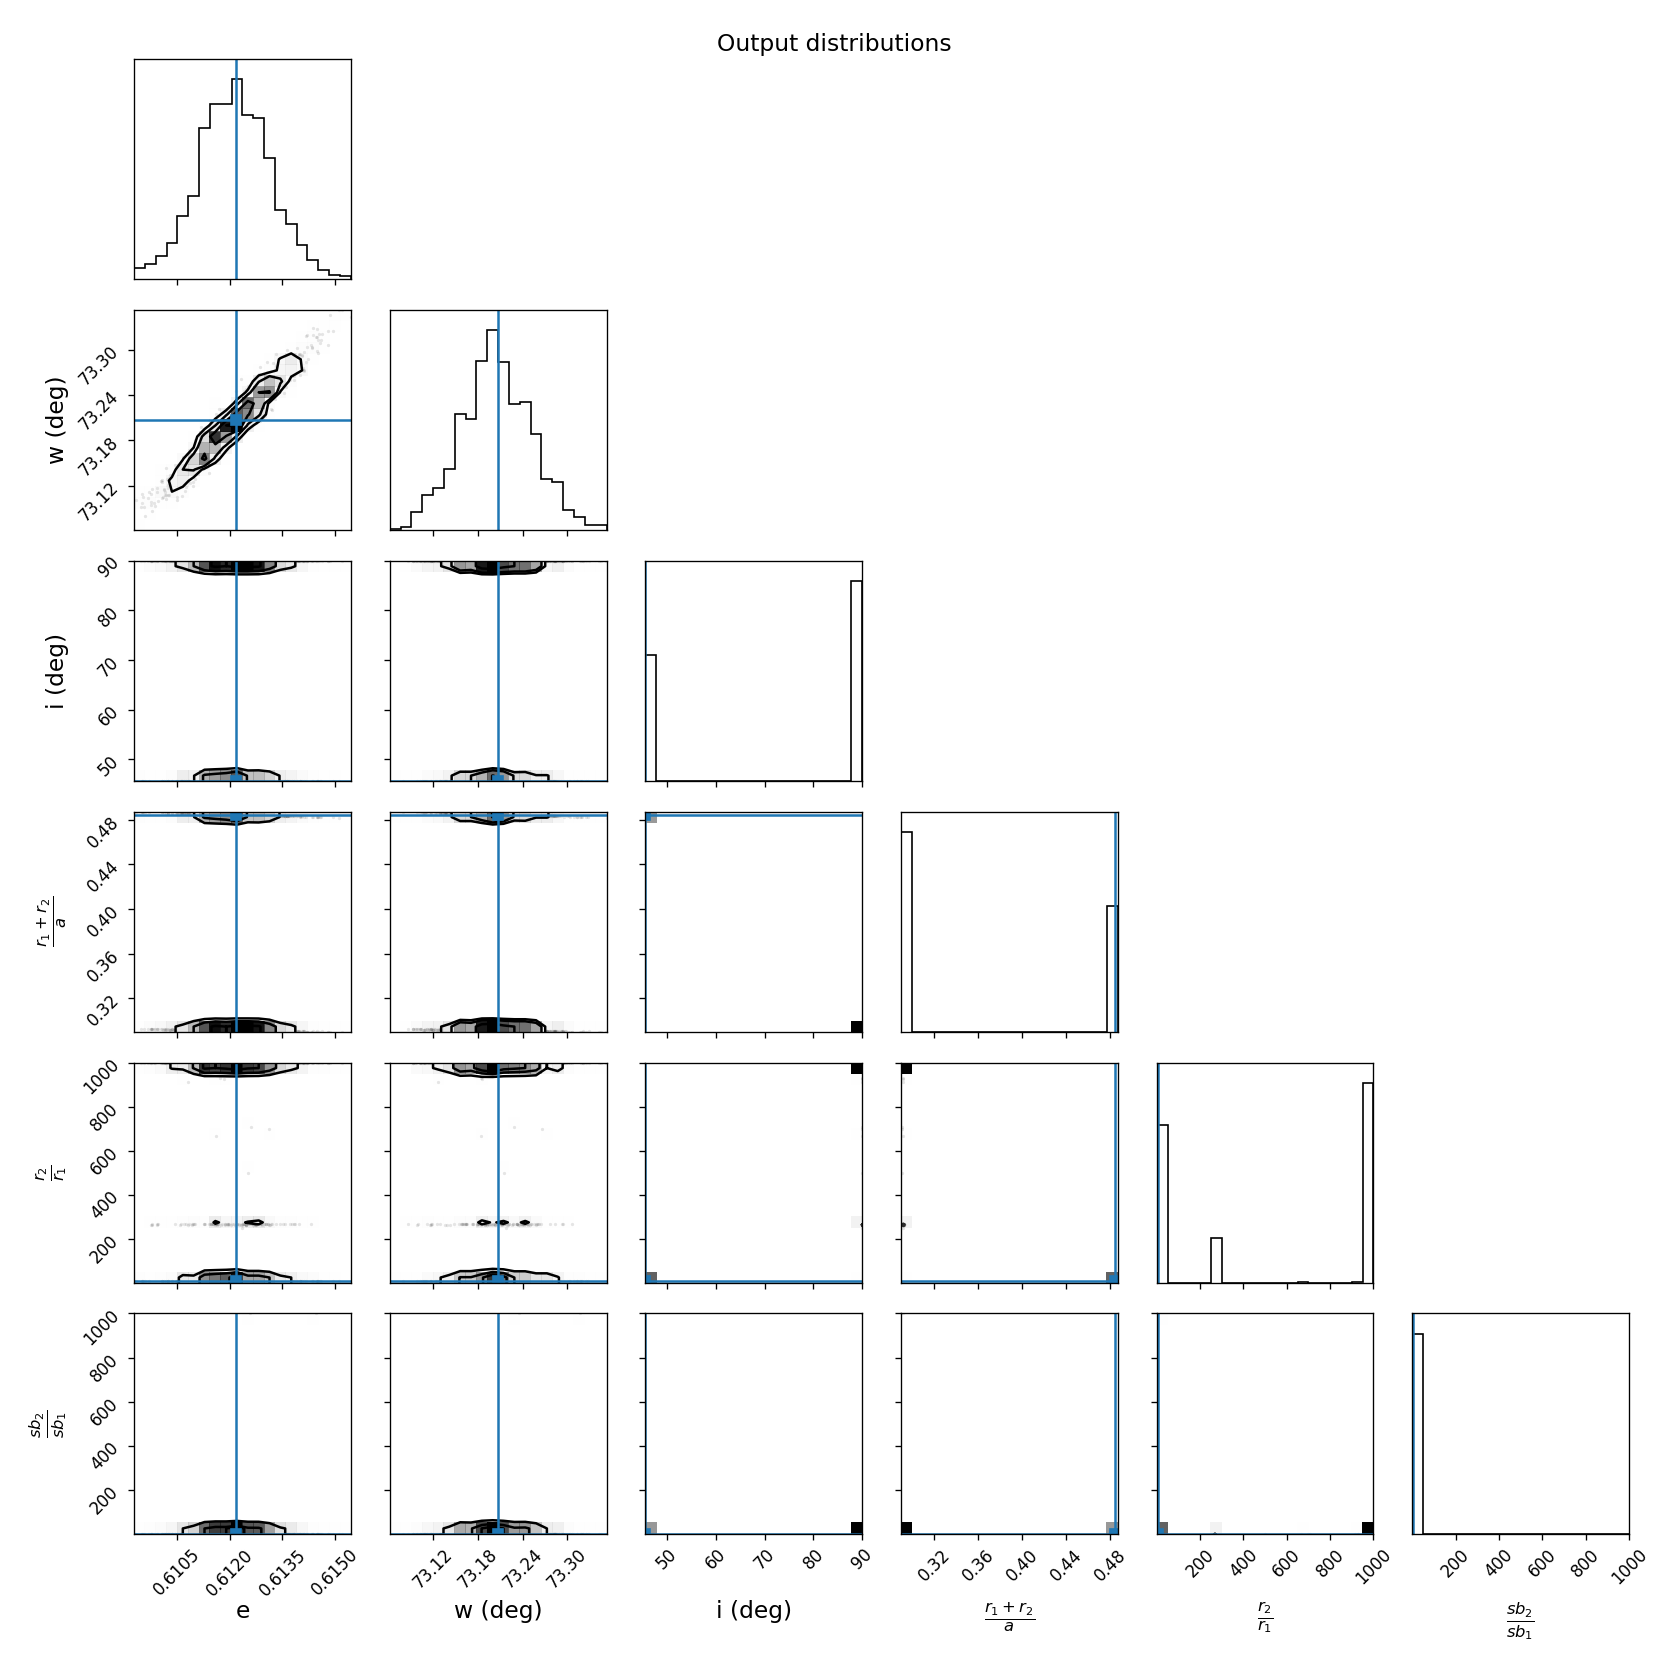 Output distributions
w (deg)
73.30
73.24
73.18
73.12
i (deg)
90
80
70
60
50
r₁ + r₂
a
0.48
0.44
0.40
0.36
0.32
r₂
r₁
1000
800
600
400
200
sb₂
sb₁
1000
800
600
400
200
0.6105 0.6120 0.6135 0.6150
73.12 73.18 73.24 73.30
50 60 70 80 90
0.32 0.36 0.40 0.44 0.48
200 400 600 800 1000
200 400 600 800 1000
e
w (deg)
i (deg)
r₁ + r₂
a
r₂
r₁
sb₂
sb₁